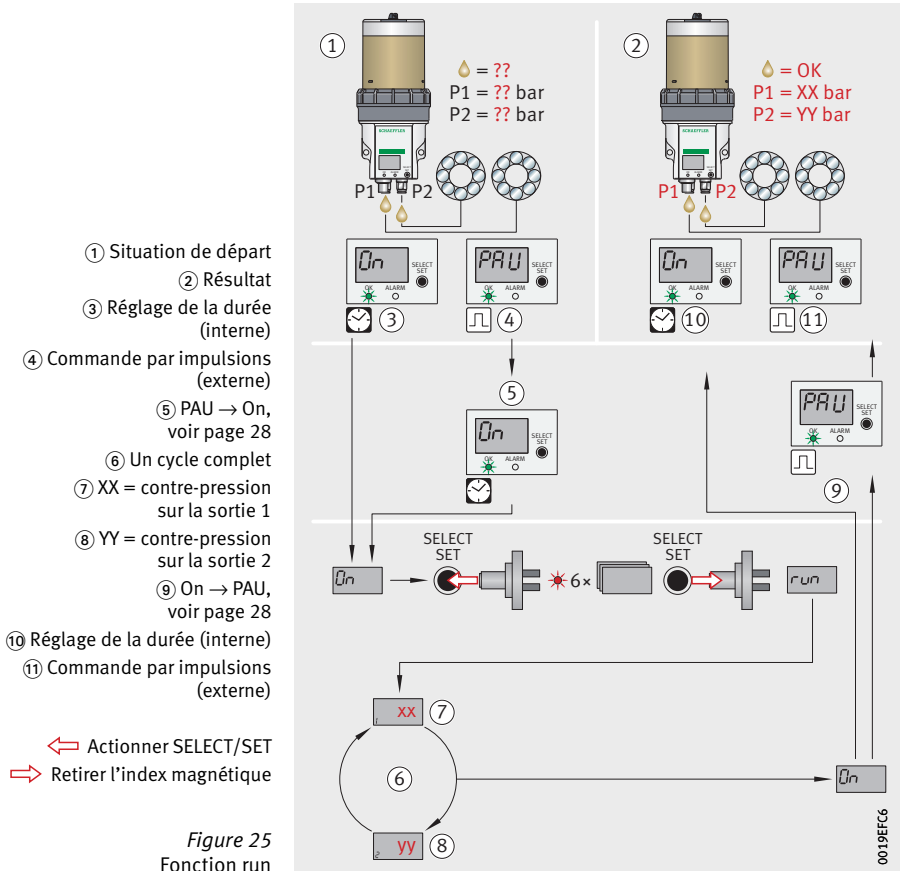 ① Situation de départ
② Résultat
③ Réglage de la durée
(interne)
④ Commande par impulsions
(externe)
⑤ PAU → On,
voir page 28
⑥ Un cycle complet
⑦ XX = contre-pression
sur la sortie 1
⑧ YY = contre-pression
sur la sortie 2
⑨ On → PAU,
voir page 28
⑩ Réglage de la durée (interne)
⑪ Commande par impulsions
(externe)
Actionner SELECT/SET
Retirer l'index magnétique
Figure 25
Fonction run
①
= ??
P1 = ?? bar
P2 = ?? bar
SCHAEFFLER
P1 P2
On
SELECT
SET
OK ALARM
③
PAU
SELECT
SET
OK ALARM
④
②
= OK
P1 = XX bar
P2 = YY bar
SCHAEFFLER
P1 P2
On
SELECT
SET
OK ALARM
⑩
PAU
SELECT
SET
OK ALARM
⑪
⑤
On
SELECT
SET
OK ALARM
PAU
SELECT
SET
OK ALARM
⑨
On
SELECT
SET
6×
SELECT
SET
run
1 xx ⑦
⑥
2 yy ⑧
On
0019EFC6